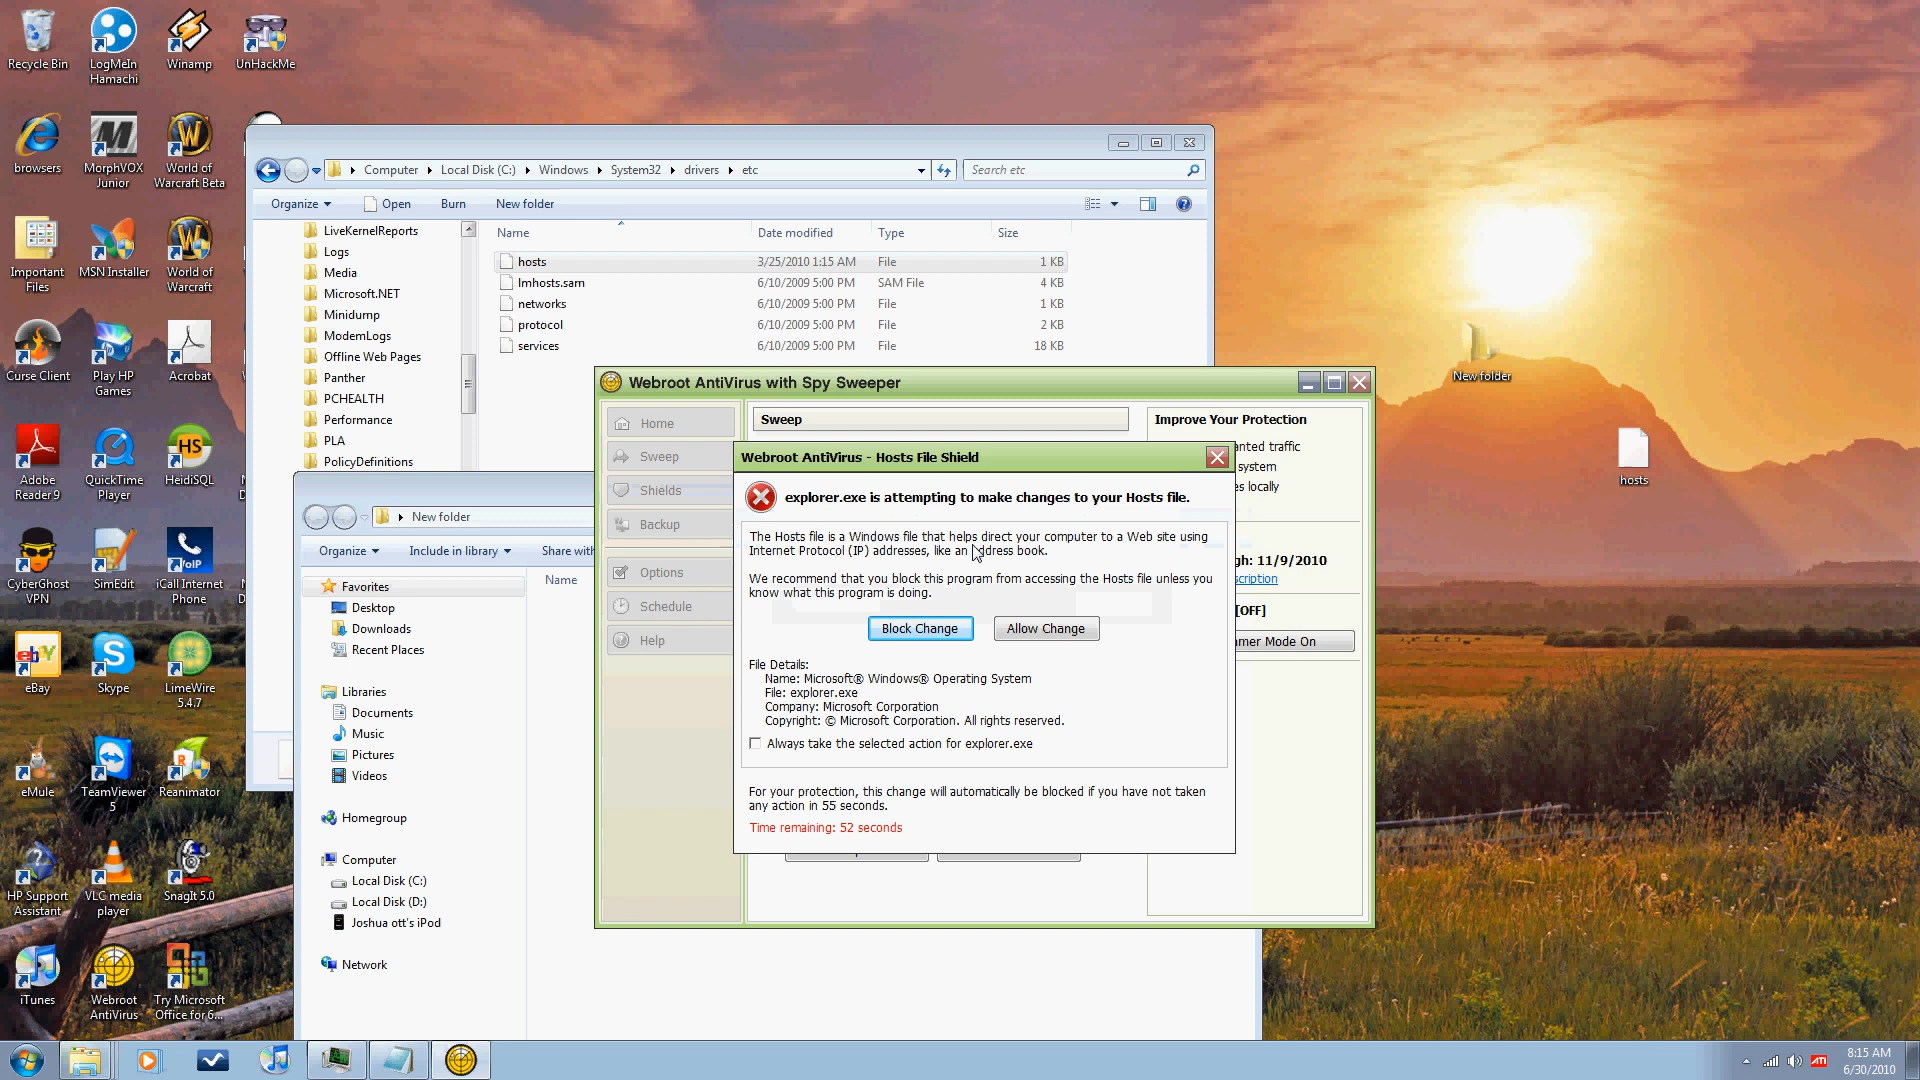 Recycle Bin
LogMeIn
Hamachi
Winamp
UnHackMe
browsers
MorphVOX
Junior
World of
Warcraft Beta
Important
Files
MSN Installer
World of
Warcraft
Curse Client
Play HP
Games
Acrobat
Adobe
Reader 9
QuickTime
Player
HeidiSQL
CyberGhost
VPN
SimEdit
iCall Internet
Phone
eBay
Skype
LimeWire
5.4.7
eMule
TeamViewer
5
Reanimator
HP Support
Assistant
VLC media
player
SnagIt 5.0
iTunes
Webroot
AntiVirus
Try Microsoft
Office for 6...
Computer
Local Disk (C:)
Windows
System32
drivers
etc
Search etc
Organize
Open
Burn
New folder
LiveKernelReports
Logs
Media
Microsoft.NET
Minidump
ModemLogs
Offline Web Pages
Panther
PCHEALTH
Performance
PLA
PolicyDefinitions
Name Date modified Type Size
hosts 3/25/2010 1:15 AM File 1 KB
lmhosts.sam 6/10/2009 5:00 PM SAM File 4 KB
networks 6/10/2009 5:00 PM File 1 KB
protocol 6/10/2009 5:00 PM File 2 KB
services 6/10/2009 5:00 PM File 18 KB
New folder
Organize
Include in library
Share with
Name
Favorites
Desktop
Downloads
Recent Places
Libraries
Documents
Music
Pictures
Videos
Homegroup
Computer
Local Disk (C:)
Local Disk (D:)
Joshua ott's iPod
Network
Webroot AntiVirus with Spy Sweeper
Home
Sweep
Shields
Backup
Options
Schedule
Help
Sweep
Improve Your Protection
anted traffic
system
es locally
gh: 11/9/2010
scription
[OFF]
amer Mode On
Webroot AntiVirus - Hosts File Shield
explorer.exe is attempting to make changes to your Hosts file.
The Hosts file is a Windows file that helps direct your computer to a Web site using
Internet Protocol (IP) addresses, like an address book.
We recommend that you block this program from accessing the Hosts file unless you
know what this program is doing.
Block Change
Allow Change
File Details:
Name: Microsoft® Windows® Operating System
File: explorer.exe
Company: Microsoft Corporation
Copyright: © Microsoft Corporation. All rights reserved.
Always take the selected action for explorer.exe
For your protection, this change will automatically be blocked if you have not taken
any action in 55 seconds.
Time remaining: 52 seconds
New folder
hosts
ATI
8:15 AM
6/30/2010